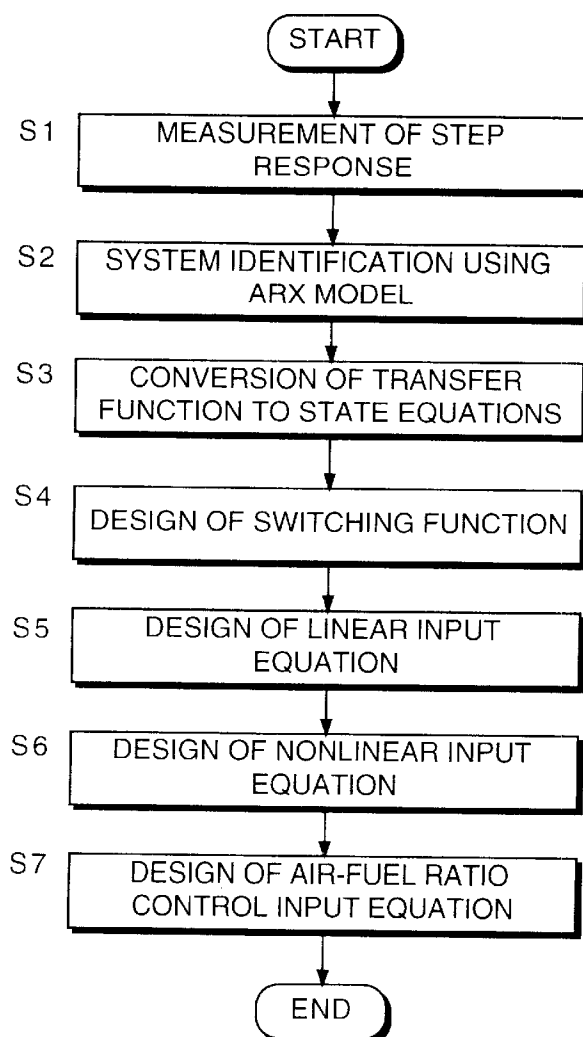 START
S1
MEASUREMENT OF STEP
RESPONSE
S2
SYSTEM IDENTIFICATION USING
ARX MODEL
S3
CONVERSION OF TRANSFER
FUNCTION TO STATE EQUATIONS
S4
DESIGN OF SWITCHING FUNCTION
S5
DESIGN OF LINEAR INPUT
EQUATION
S6
DESIGN OF NONLINEAR INPUT
EQUATION
S7
DESIGN OF AIR-FUEL RATIO
CONTROL INPUT EQUATION
END